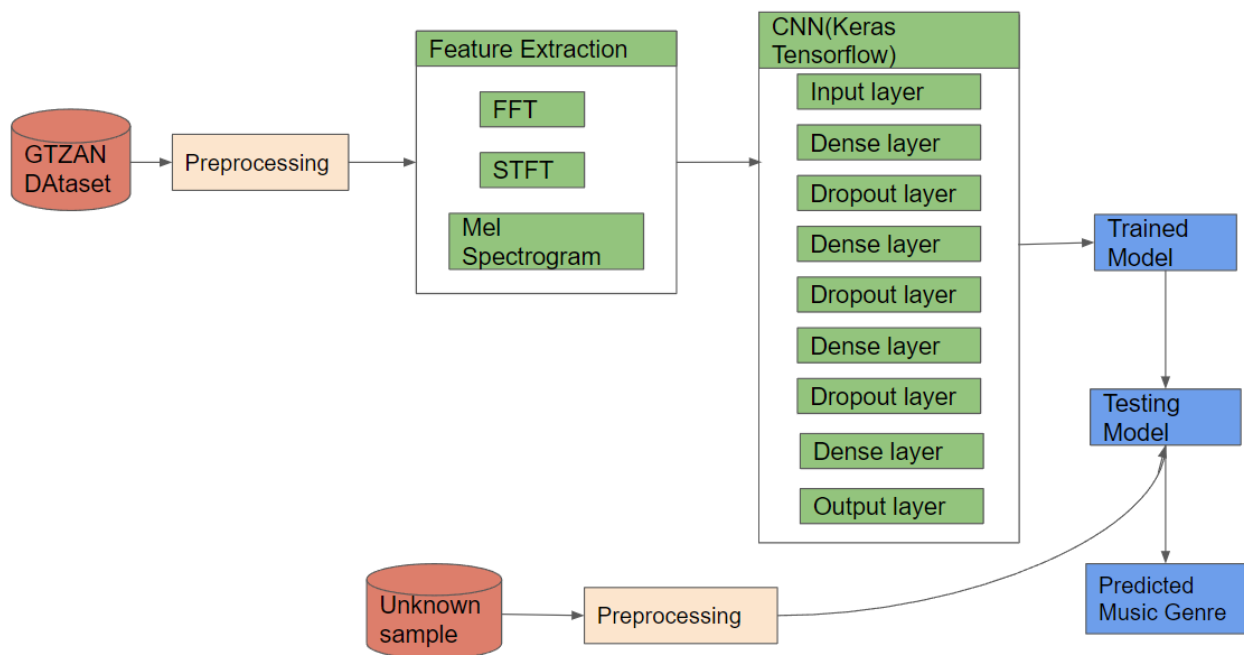 GTZAN
DAtaset
Preprocessing
Feature Extraction
FFT
STFT
Mel
Spectrogram
CNN(Keras
Tensorflow)
Input layer
Dense layer
Dropout layer
Dense layer
Dropout layer
Dense layer
Dropout layer
Dense layer
Output layer
Trained
Model
Testing
Model
Predicted
Music Genre
Unknown
sample
Preprocessing